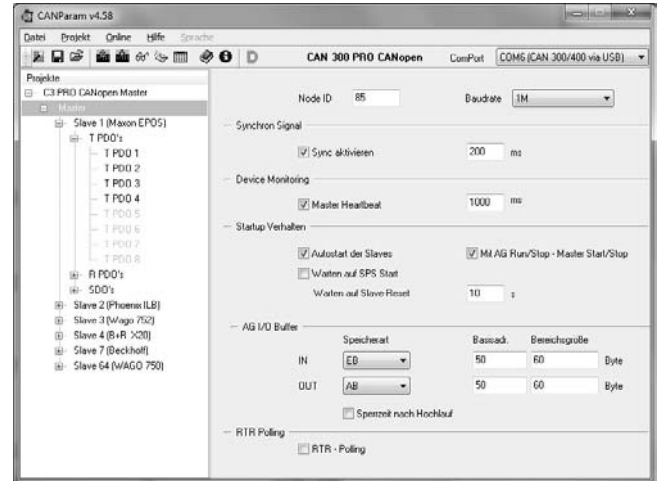 CANParam v4.58
Datei Projekt Online Hilfe Sprache
D CAN 300 PRO CANopen ComPort COM6 (CAN 300/400 via USB)
Projekte
C3 PRO CANopen Master
Master
Slave 1 (Maxon EPOS)
T PDO's
T PDO 1
T PDO 2
T PDO 3
T PDO 4
T PDO 5
T PDO 6
T PDO 7
T PDO 8
R PDO's
SDO's
Slave 2 (Phoenix ILB)
Slave 3 (Wago 752)
Slave 4 (B+R X20)
Slave 7 (Beckhoff)
Slave 64 (WAGO 750)
Node ID 85 Baudrate 1M
Synchron Signal
Sync aktivieren 200 ms
Device Monitoring
Master Heartbeat 1000 ms
Startup Verhalten
Autostart der Slaves Mit AG Run/Stop - Master Start/Stop
Warten auf SPS Start
Warten auf Slave Reset 10 s
AG I/O Buffer
Speicherart Basisadr. Bereichsgröße
IN EB 50 60 Byte
OUT AB 50 60 Byte
Sperrzeit nach Hochlauf
RTR Polling
RTR - Polling